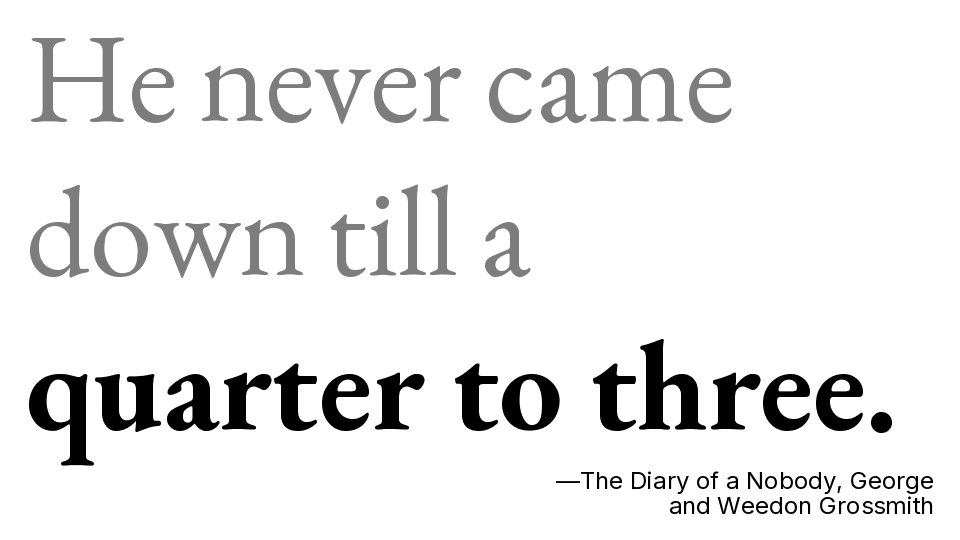 He never came
down till a
quarter to three.
—The Diary of a Nobody, George
and Weedon Grossmith